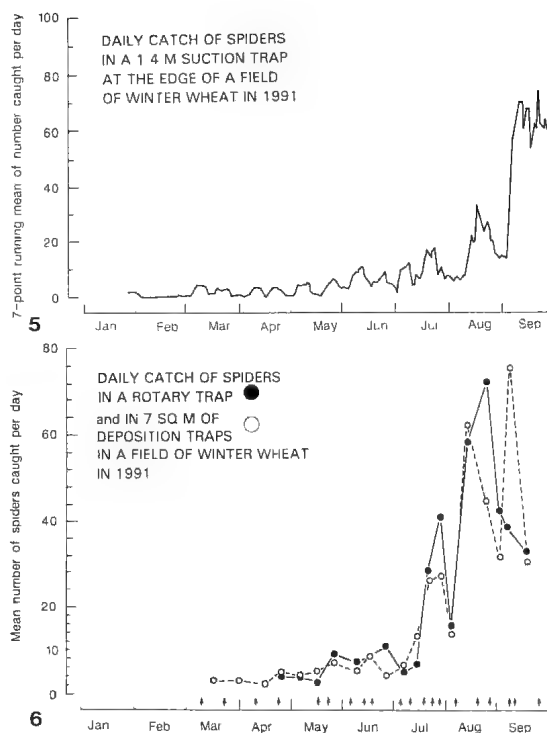 100
80
60
40
20
0
7-point running mean of number caught per day
DAILY CATCH OF SPIDERS
IN A 1 4 M SUCTION TRAP
AT THE EDGE OF A FIELD
OF WINTER WHEAT IN 1991
5
Jan Feb Mar Apr May Jun Jul Aug Sep
80
60
40
20
10
0
Mean number of spiders caught per day
DAILY CATCH OF SPIDERS
IN A ROTARY TRAP
and IN 7 SQ M OF
DEPOSITION TRAPS
IN A FIELD OF WINTER WHEAT
IN 1991
6
Jan Feb Mar Apr May Jun Jul Aug Sep